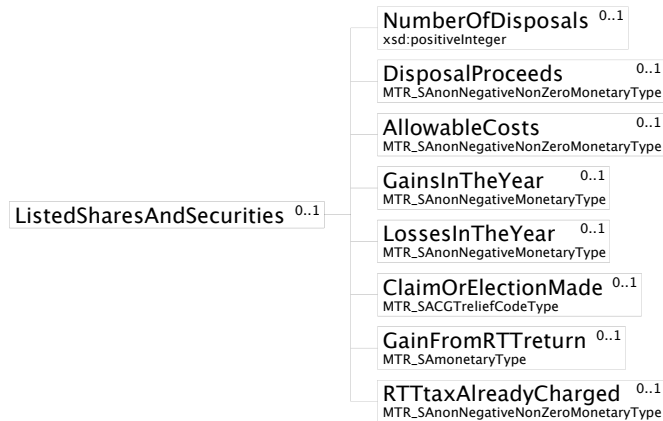 NumberOfDisposals 0..1
xsd:positiveInteger
DisposalProceeds 0..1
MTR_SAnonNegativeNonZeroMonetaryType
AllowableCosts 0..1
MTR_SAnonNegativeNonZeroMonetaryType
GainsInTheYear 0..1
MTR_SAnonNegativeMonetaryType
ListedSharesAndSecurities 0..1
LossesInTheYear 0..1
MTR_SAnonNegativeMonetaryType
ClaimOrElectionMade 0..1
MTR_SACGTreliefCodeType
GainFromRTTreturn 0..1
MTR_SAmonetaryType
RTTtaxAlreadyCharged 0..1
MTR_SAnonNegativeNonZeroMonetaryType